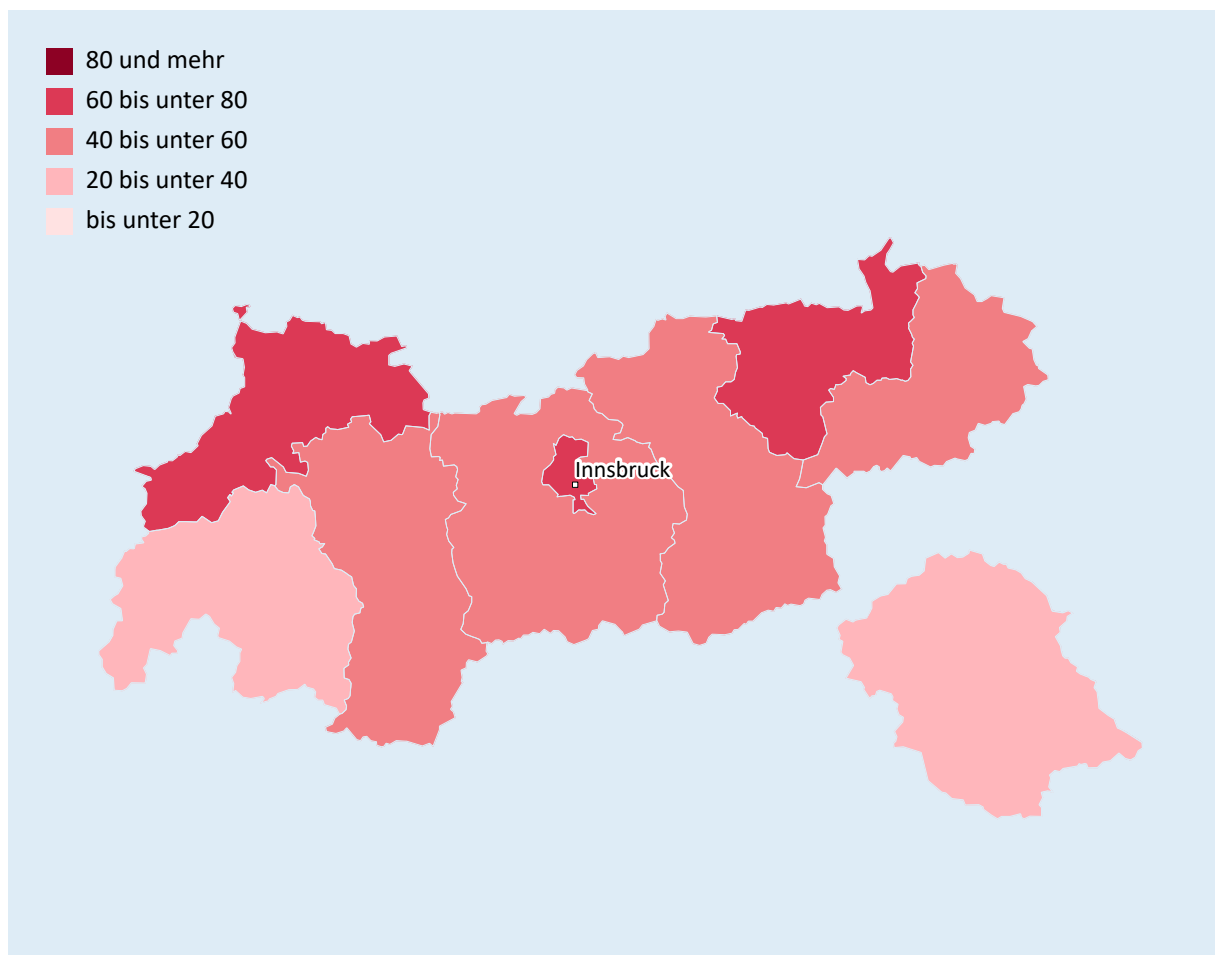 80 und mehr
60 bis unter 80
40 bis unter 60
20 bis unter 40
bis unter 20
Innsbruck